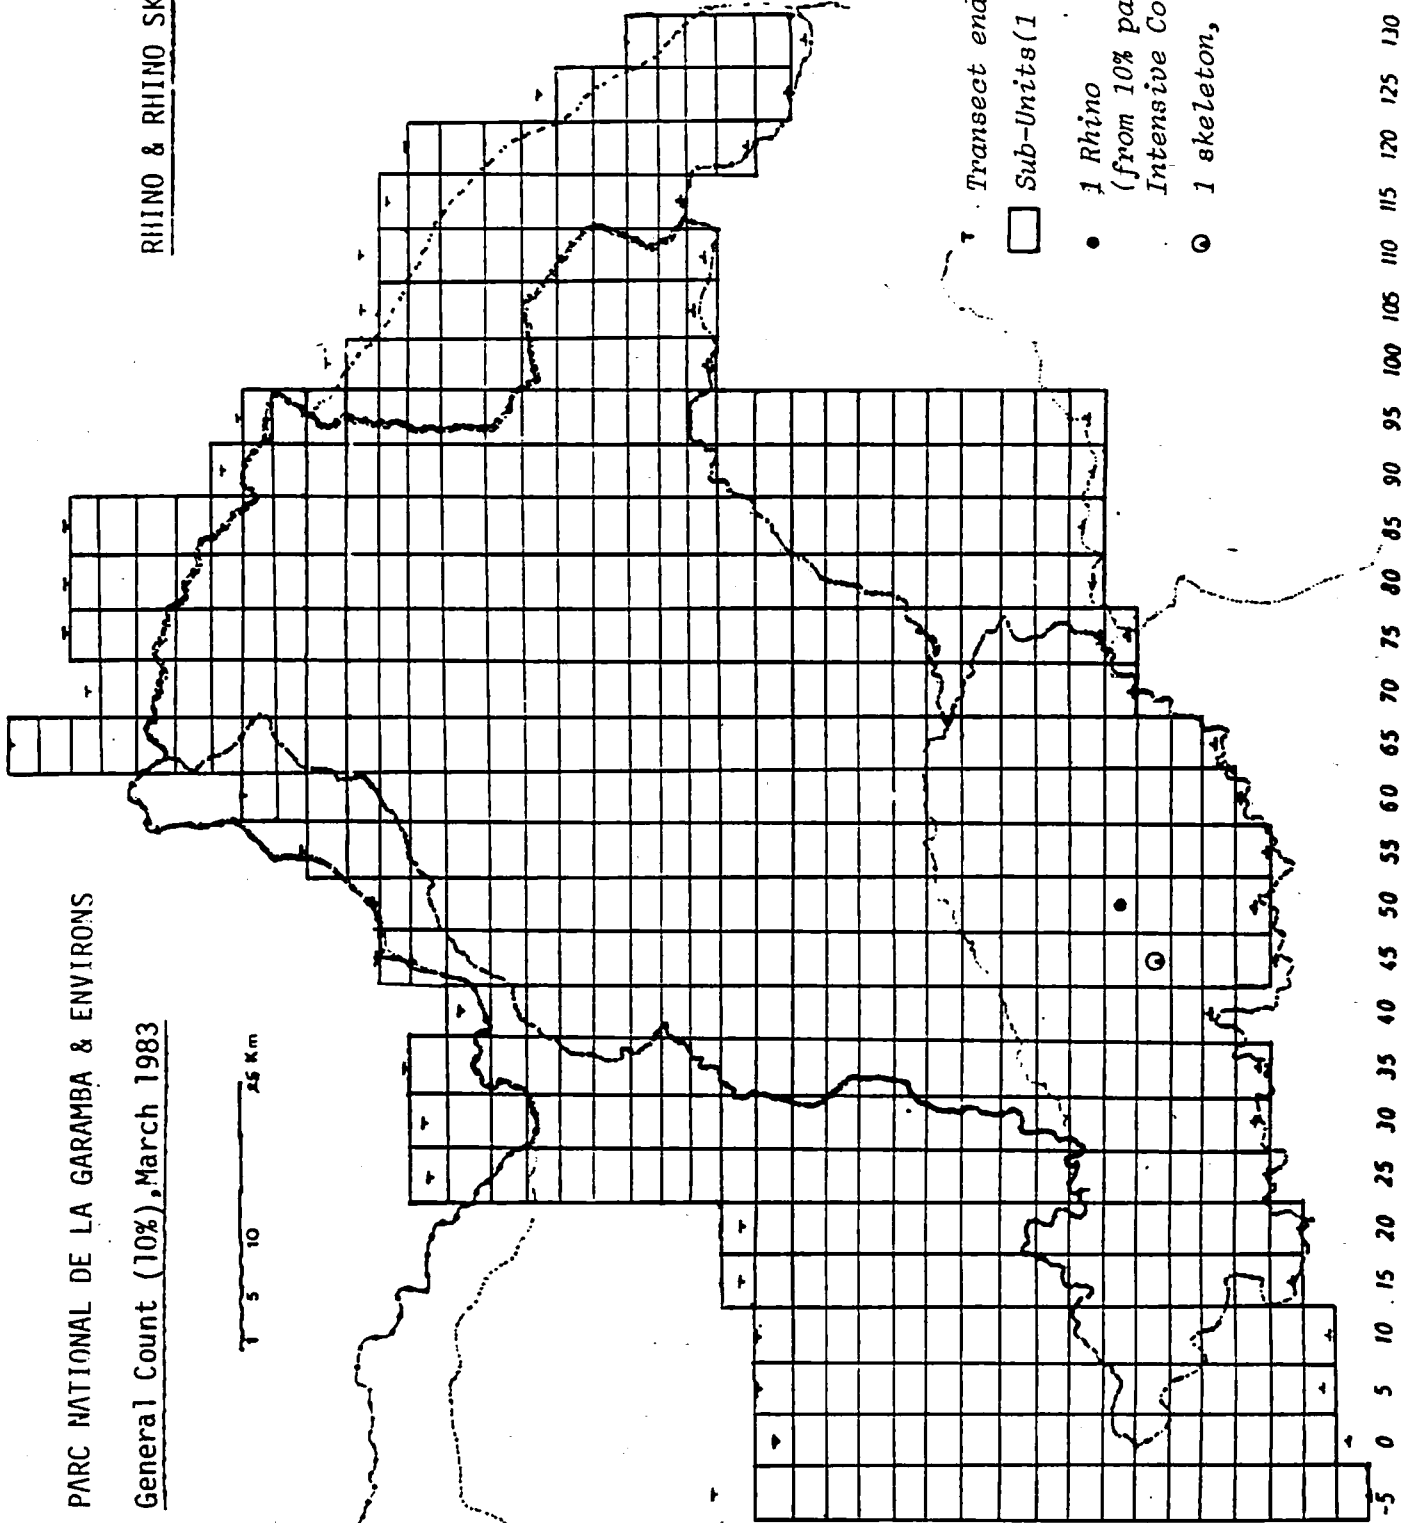 PARC NATIONAL DE LA GARAMBA & ENVIRONS
General Count (10%),March 1983
5 10 25 Km
RHINO & RHINO SK
Transect end
Sub-Units(1
1 Rhino
(from 10% pa
Intensive Co
1 skeleton,
-5 0 5 10 15 20 25 30 35 40 45 50 55 60 65 70 75 80 85 90 95 100 105 110 115 120 125 130